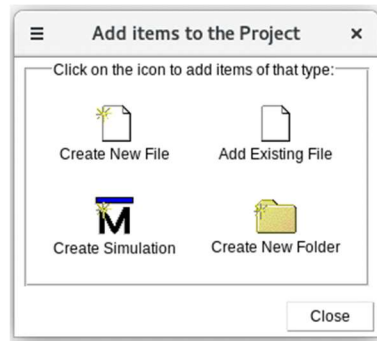 Add items to the Project
Click on the icon to add items of that type:
Create New File
Add Existing File
Create Simulation
Create New Folder
Close